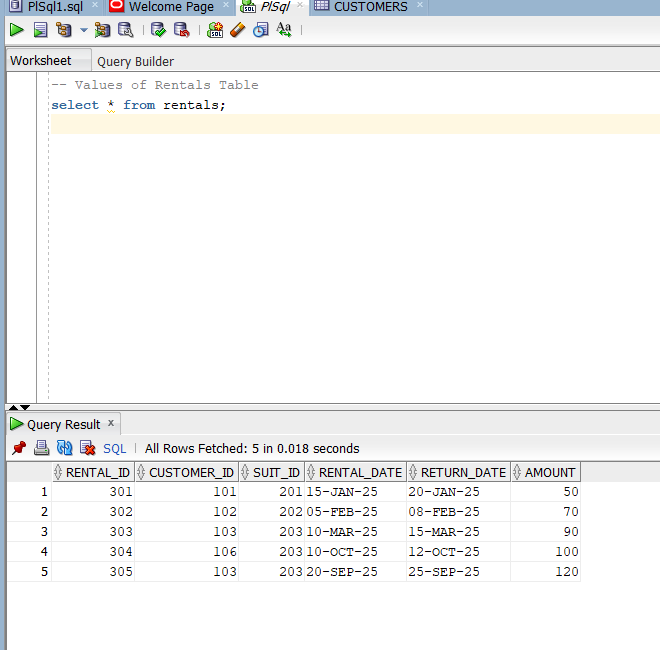 PlSql1.sql Welcome Page PlSql CUSTOMERS
Worksheet Query Builder
-- Values of Rentals Table
select * from rentals;
Query Result
SQL All Rows Fetched: 5 in 0.018 seconds
RENTAL_ID CUSTOMER_ID SUIT_ID RENTAL_DATE RETURN_DATE AMOUNT
1 301 101 201 15-JAN-25 20-JAN-25 50
2 302 102 202 05-FEB-25 08-FEB-25 70
3 303 103 203 10-MAR-25 15-MAR-25 90
4 304 106 203 10-OCT-25 12-OCT-25 100
5 305 103 203 20-SEP-25 25-SEP-25 120